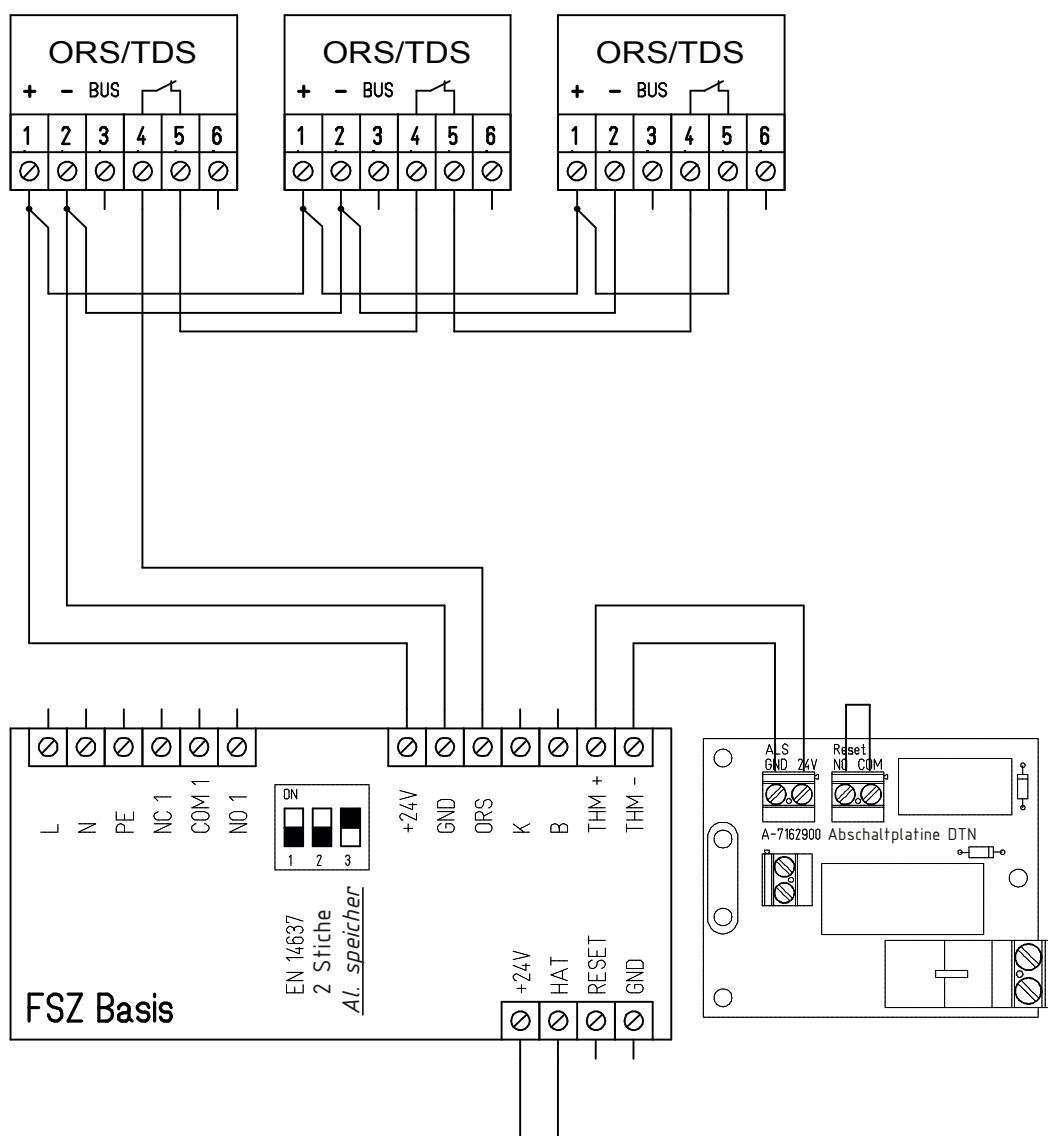 ORS/TDS ORS/TDS ORS/TDS
+ − BUS + − BUS + − BUS
1 2 3 4 5 6 1 2 3 4 5 6 1 2 3 4 5 6
L N PE NC 1 COM 1 NO 1
ON
1 2 3
EN 14637
2 Stiche
Al. speicher
+24V GND ORS K B THM + THM −
+24V HAT RESET GND
FSZ Basis
ALS Reset
GND 24V NO COM
A-7162900 Abschaltplatine DTN